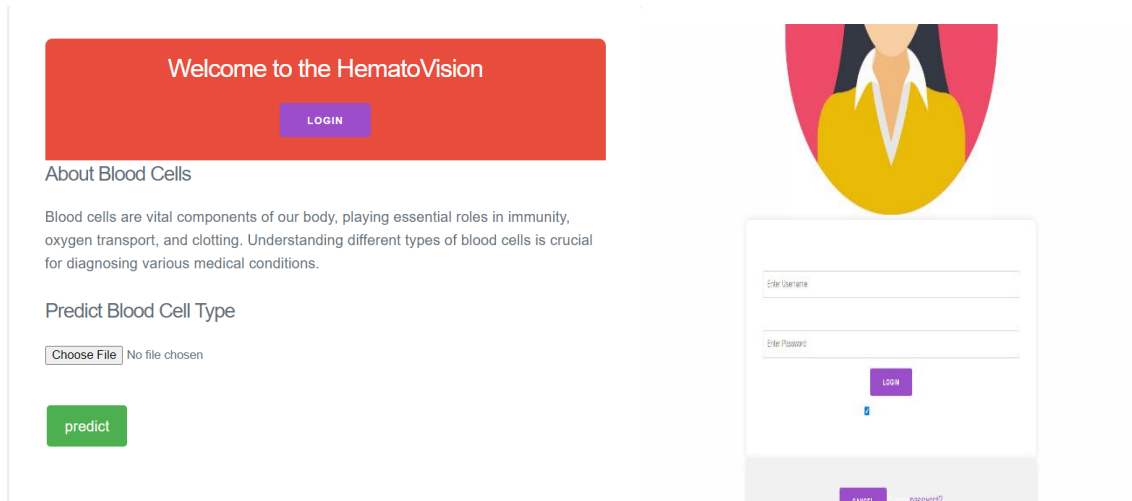 Welcome to the HematoVision
LOGIN
About Blood Cells
Blood cells are vital components of our body, playing essential roles in immunity,
oxygen transport, and clotting. Understanding different types of blood cells is crucial
for diagnosing various medical conditions.
Predict Blood Cell Type
Choose File No file chosen
predict
Enter Username
Enter Password
LOGIN
CANCEL password?